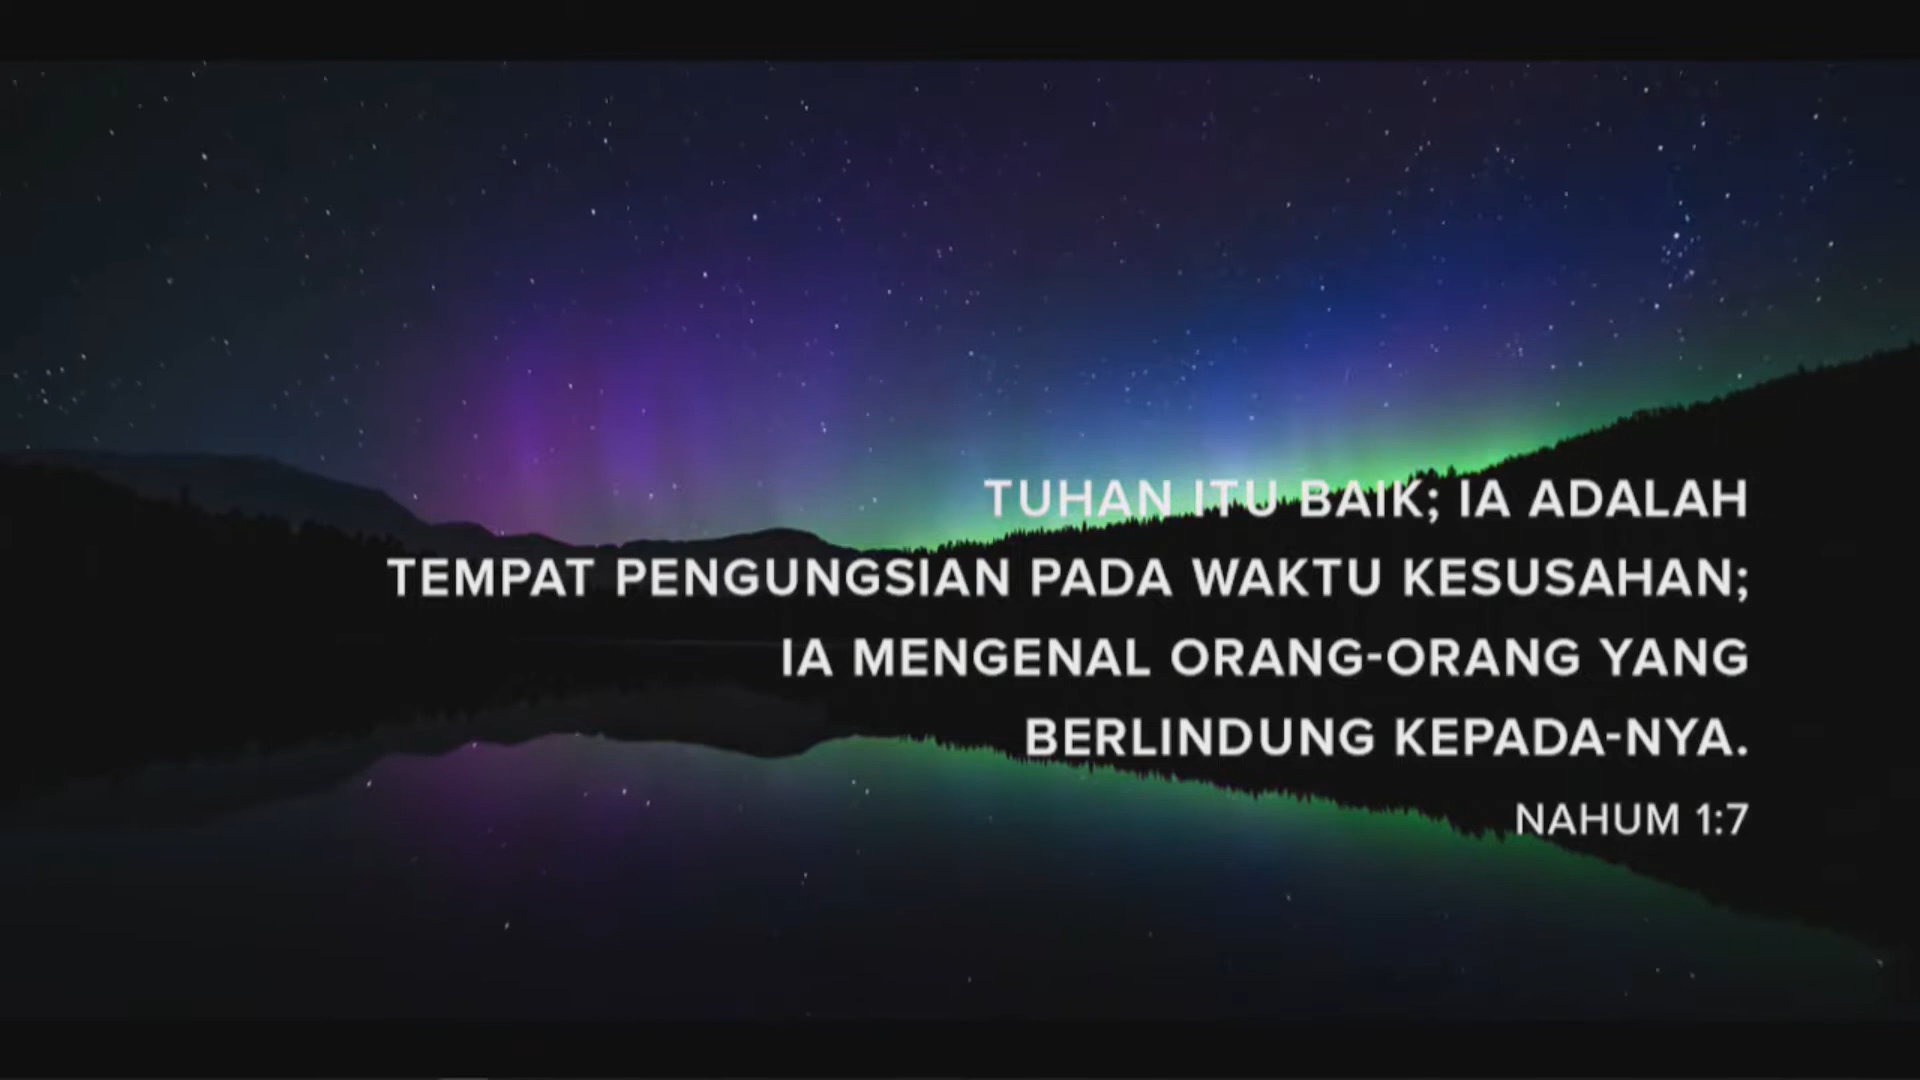 TUHAN ITU BAIK; IA ADALAH
TEMPAT PENGUNGSIAN PADA WAKTU KESUSAHAN;
IA MENGENAL ORANG-ORANG YANG
BERLINDUNG KEPADA-NYA.
NAHUM 1:7